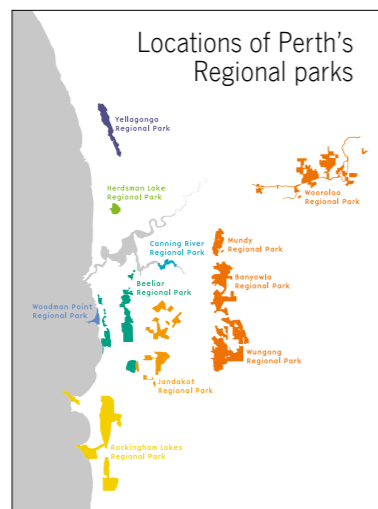 Locations of Perth's
Regional parks
Yellagonga
Regional Park
Herdsman Lake
Regional Park
Wooroloo
Regional Park
Canning River
Regional Park
Mundy
Regional Park
Beeliar
Regional Park
Banyowla
Regional Park
Woodman Point
Regional Park
Wungong
Regional Park
Jandakot
Regional Park
Rockingham Lakes
Regional Park